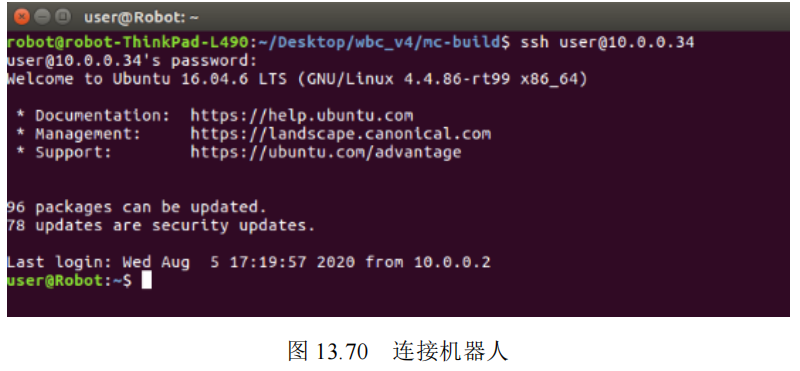 user@Robot: ~
robot@robot-ThinkPad-L490:~/Desktop/wbc_v4/mc-build$ ssh user@10.0.0.34
user@10.0.0.34's password:
Welcome to Ubuntu 16.04.6 LTS (GNU/Linux 4.4.86-rt99 x86_64)
* Documentation:  https://help.ubuntu.com
* Management:     https://landscape.canonical.com
* Support:        https://ubuntu.com/advantage
96 packages can be updated.
78 updates are security updates.
Last login: Wed Aug  5 17:19:57 2020 from 10.0.0.2
user@Robot:~$
图 13.70 连接机器人